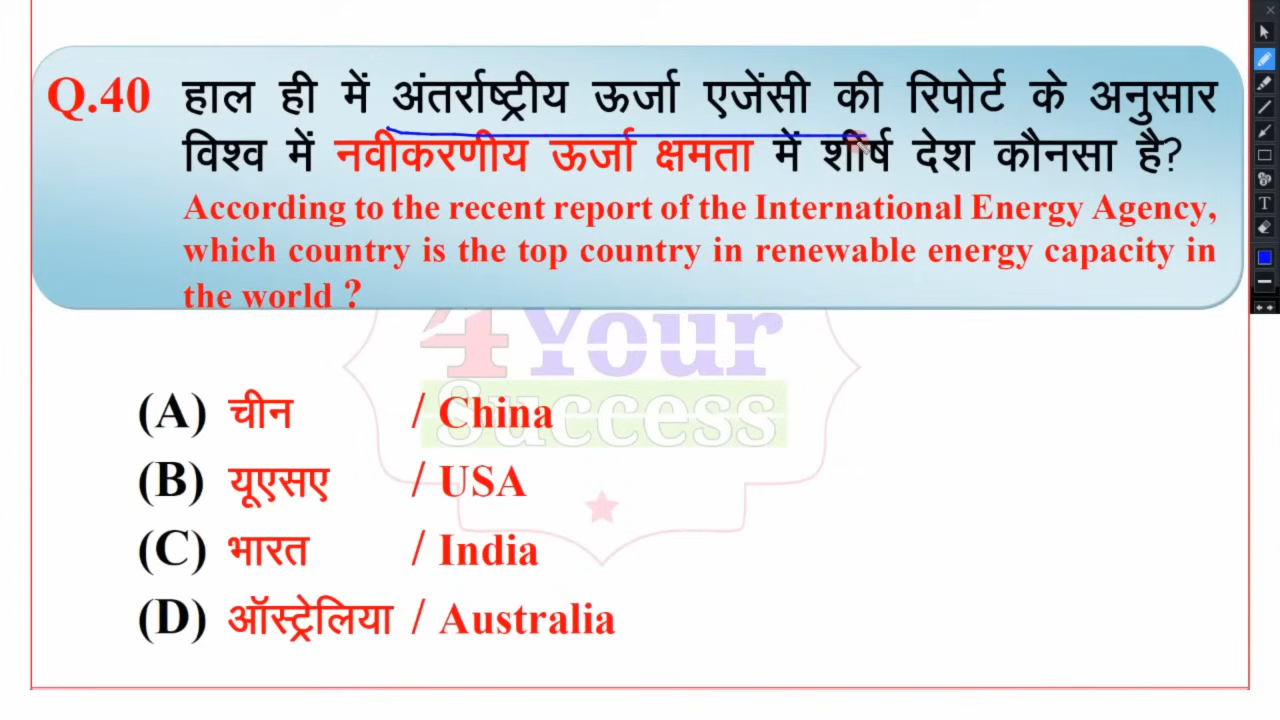 Q.40 हाल ही में अंतर्राष्ट्रीय ऊर्जा एजेंसी की रिपोर्ट के अनुसार
विश्व में नवीकरणीय ऊर्जा क्षमता में शीर्ष देश कौनसा है?
According to the recent report of the International Energy Agency,
which country is the top country in renewable energy capacity in
the world ?
4 Your
Success
(A) चीन / China
(B) यूएसए / USA
(C) भारत / India
(D) ऑस्ट्रेलिया / Australia
T